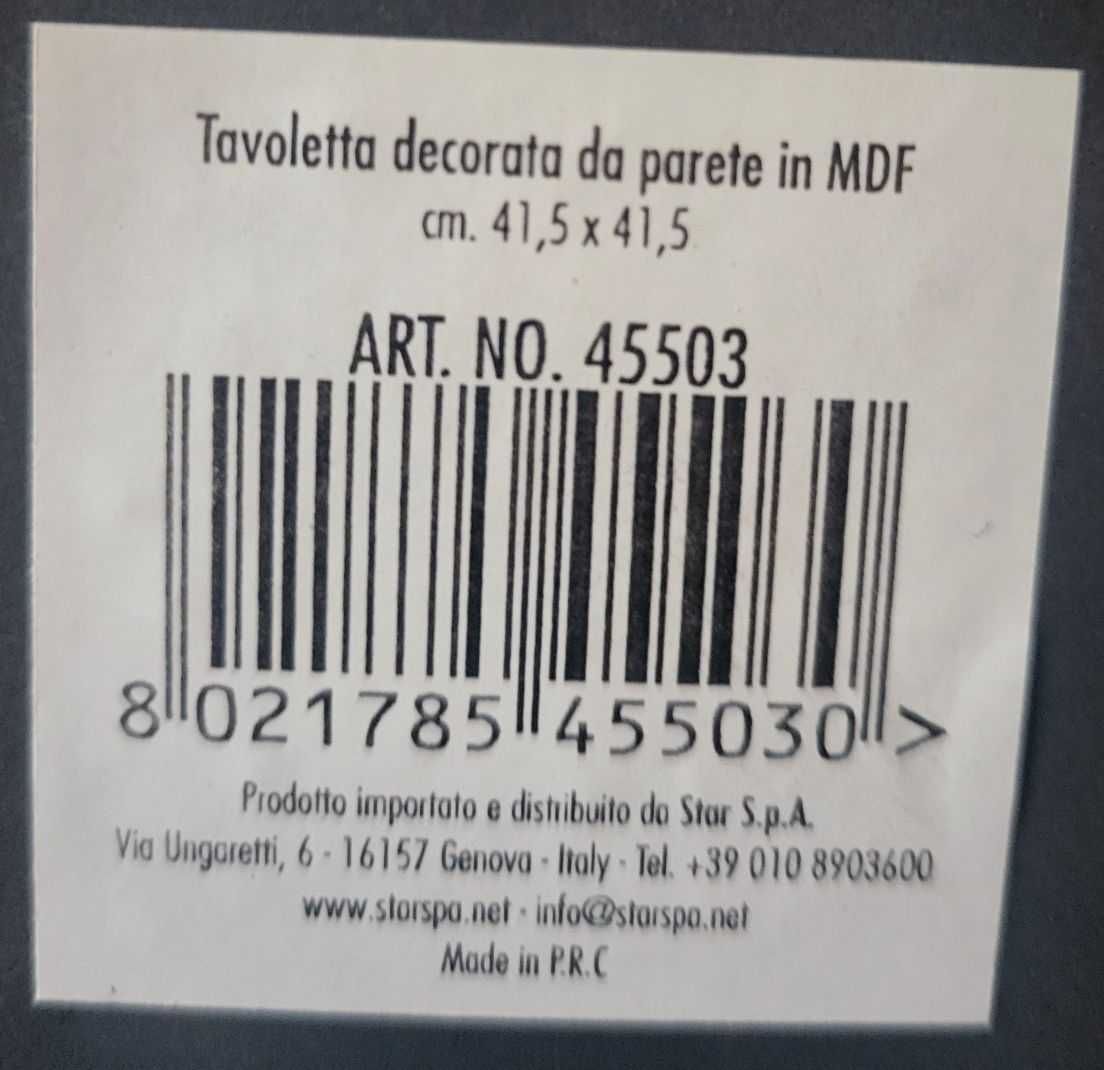 Tavoletta decorata da parete in MDF
cm. 41,5 x 41,5
ART. NO. 45503
8 021785 455030 >
Prodotto importato e distribuito da Star S.p.A.
Via Ungaretti, 6 - 16157 Genova - Italy - Tel. +39 010 8903600
www.starspa.net - info@starspa.net
Made in P.R.C